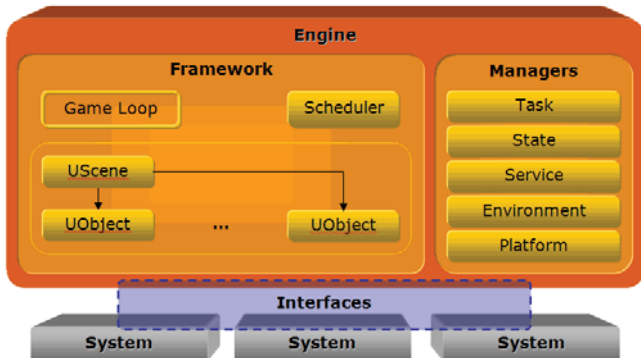 Engine
Framework
Game Loop
Scheduler
UScene
UObject
...
UObject
Managers
Task
State
Service
Environment
Platform
Interfaces
System
System
System